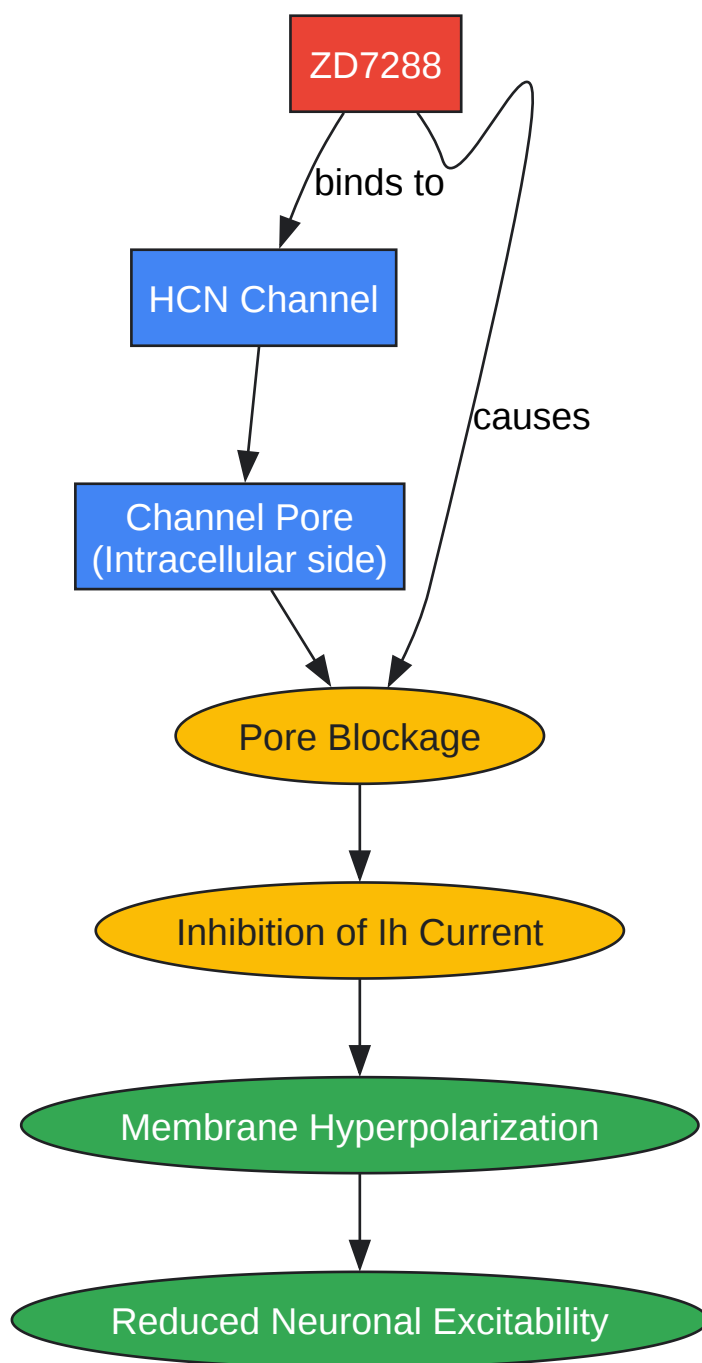 ZD7288
binds to
HCN Channel
causes
Channel Pore
(Intracellular side)
Pore Blockage
Inhibition of Ih Current
Membrane Hyperpolarization
Reduced Neuronal Excitability